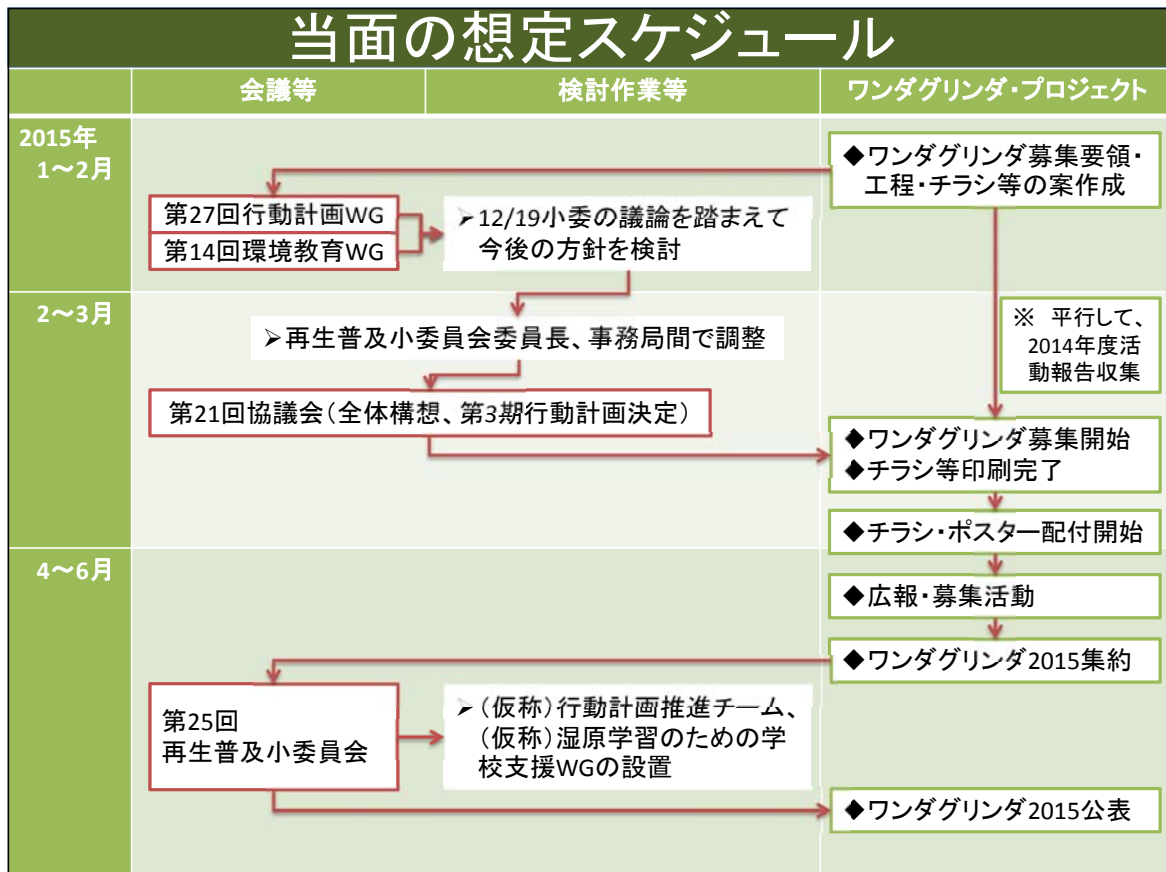 当面の想定スケジュール
会議等
検討作業等
ワンダグリンダ・プロジェクト
2015年
1～2月
◆ワンダグリンダ募集要領・
工程・チラシ等の案作成
第27回行動計画WG
第14回環境教育WG
➢12/19小委の議論を踏まえて
今後の方針を検討
2～3月
※ 平行して、
2014年度活
動報告収集
➢再生普及小委員会委員長、事務局間で調整
第21回協議会（全体構想、第3期行動計画決定）
◆ワンダグリンダ募集開始
◆チラシ等印刷完了
◆チラシ・ポスター配付開始
4～6月
◆広報・募集活動
◆ワンダグリンダ2015集約
第25回
再生普及小委員会
➢（仮称）行動計画推進チーム、
（仮称）湿原学習のための学
校支援WGの設置
◆ワンダグリンダ2015公表